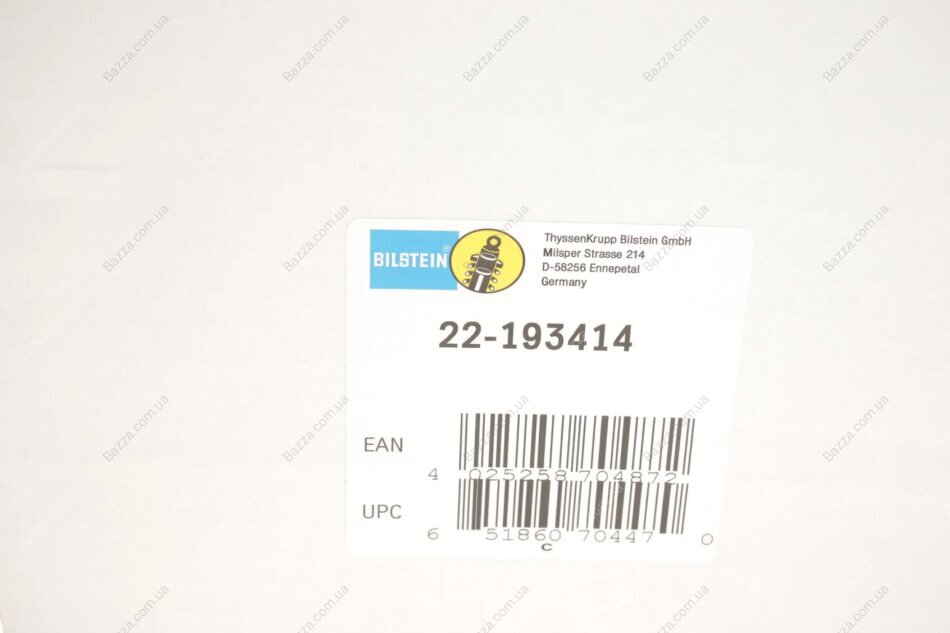 BILSTEIN®
ThyssenKrupp Bilstein GmbH
Milsper Strasse 214
D-58256 Ennepetal
Germany
22-193414
EAN
4 025258 704872
UPC
6 51860 70447 0
C
Bazza.com.ua